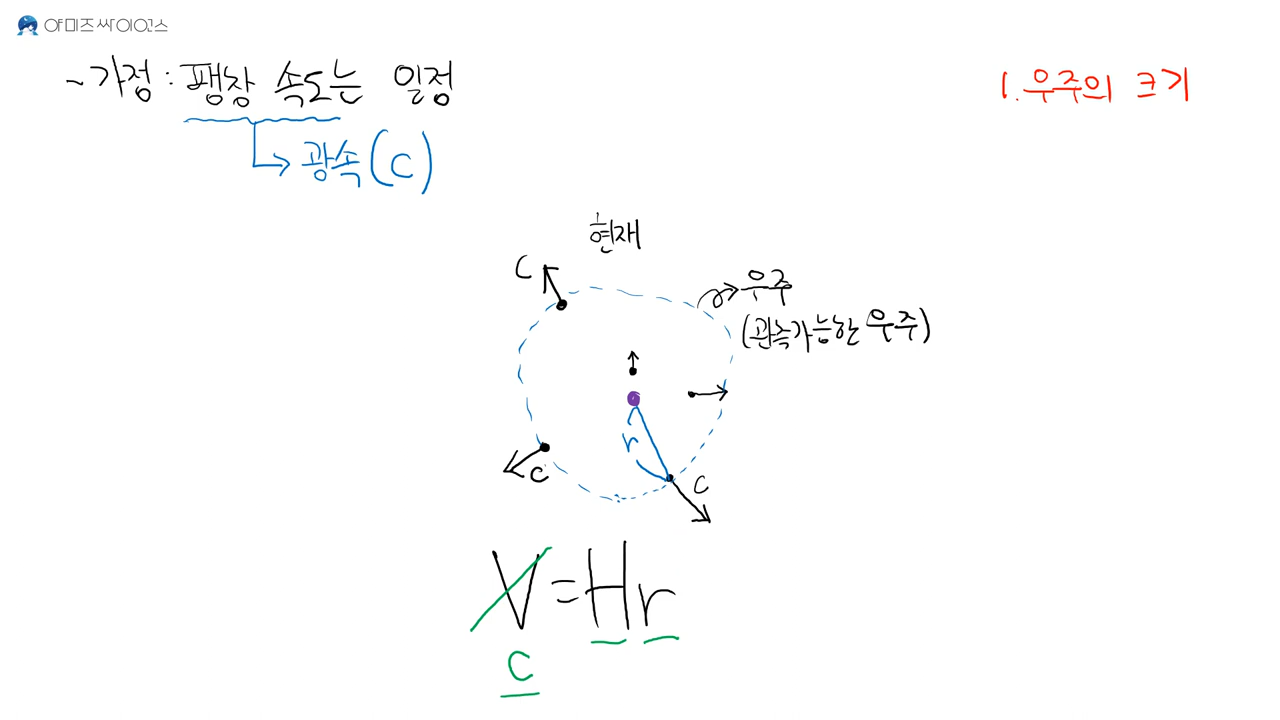 야미즈 싸이언스
~가정 : 팽창 속도는 일정
1. 우주의 크기
광속(C)
현재
C
우주
(관측가능한 우주)
r
C
C
V=Hr
C